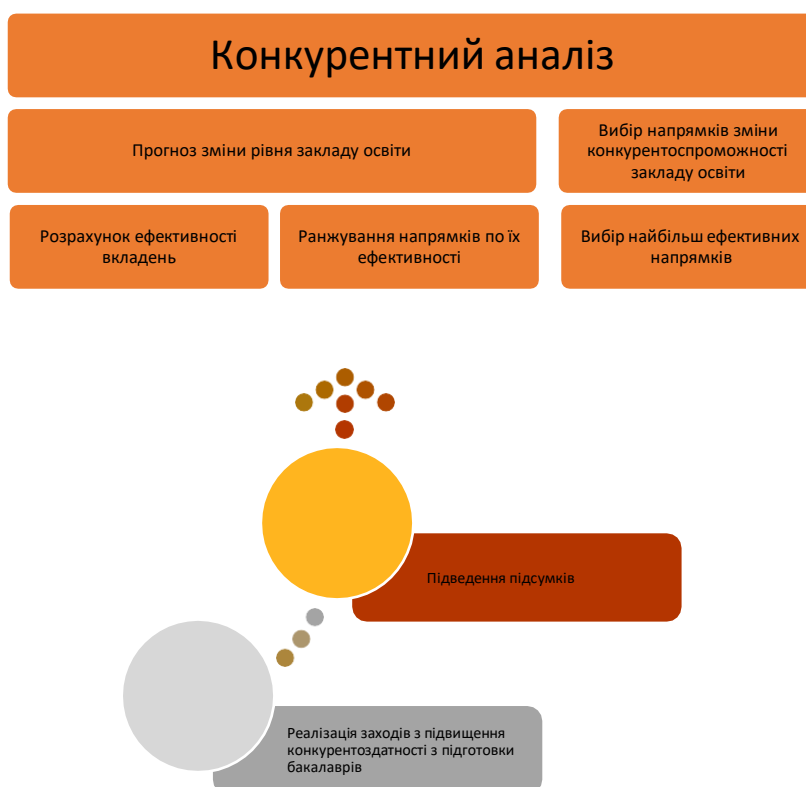 Конкурентний аналіз
Прогноз зміни рівня закладу освіти
Вибір напрямків зміни
конкурентоспроможності
закладу освіти
Розрахунок ефективності
вкладень
Ранжування напрямків по їх
ефективності
Вибір найбільш ефективних
напрямків
Підведення підсумків
Реалізація заходів з підвищення
конкурентоздатності з підготовки
бакалаврів